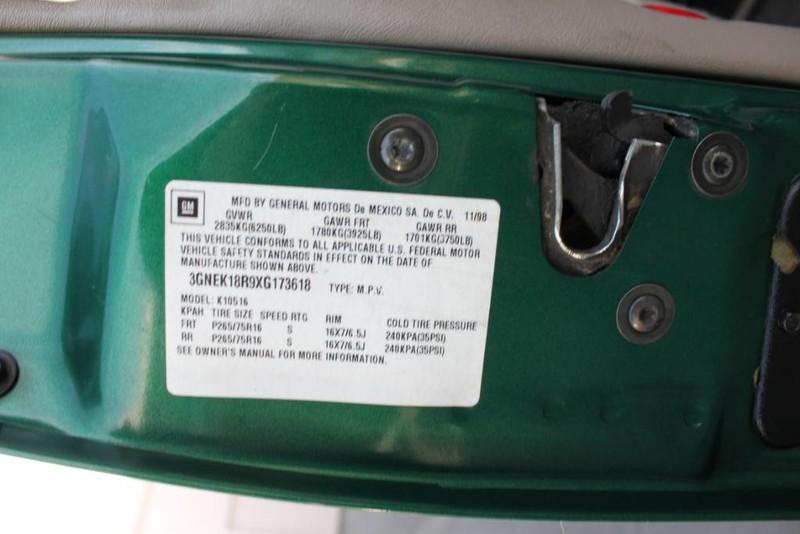 GM
MFD BY GENERAL MOTORS De MEXICO SA. De C.V. 11/98
GVWR GAWR FRT GAWR RR
2835KG(6250LB) 1780KG(3925LB) 1701KG(3750LB)
THIS VEHICLE CONFORMS TO ALL APPLICABLE U.S. FEDERAL MOTOR
VEHICLE SAFETY STANDARDS IN EFFECT ON THE DATE OF
MANUFACTURE SHOWN ABOVE.
3GNEK18R9XG173618 TYPE: M.P.V.
MODEL: K10516
KPAH TIRE SIZE SPEED RTG RIM COLD TIRE PRESSURE
FRT P265/75R16 S 16X7/6.5J 240KPA(35PSI)
RR P265/75R16 S 16X7/6.5J 240KPA(35PSI)
SEE OWNER'S MANUAL FOR MORE INFORMATION.